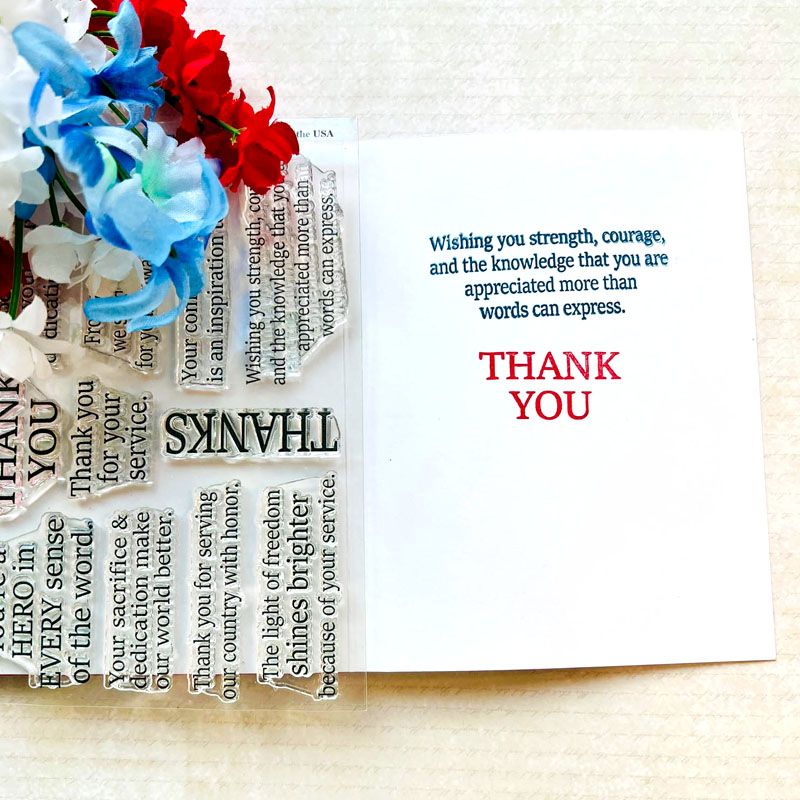 the USA
Wishing you strength, courage,
and the knowledge that you are
appreciated more than
words can express.
THANK
YOU
Your
is an inspiration
Wishing you strength,
and the knowledge that
appreciated more than
words can express.
for
THANK
YOU
Thank you
for your
service.
THANKS
HERO in
EVERY sense
of the word.
Your sacrifice &
dedication make
our world better.
Thank you for serving
our country with honor.
The light of freedom
shines brighter
because of your service.